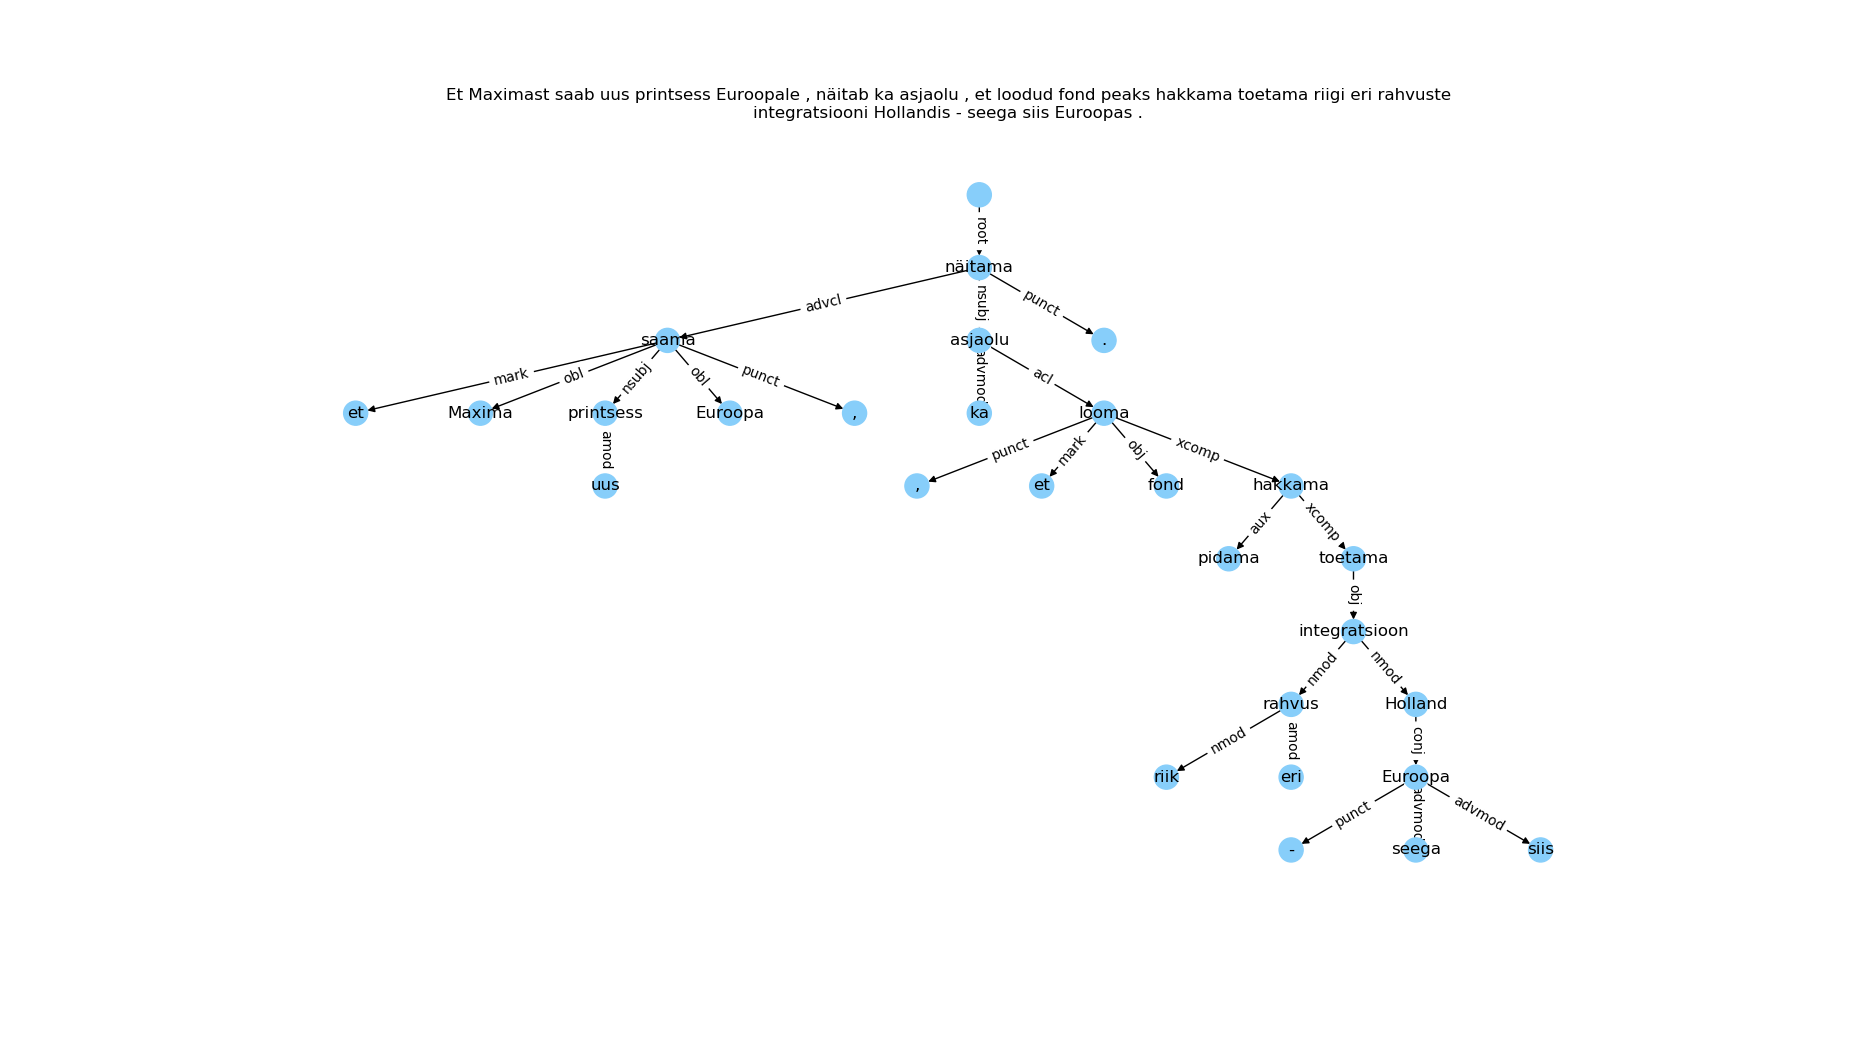 Et Maximast saab uus printsess Euroopale , näitab ka asjaolu , et loodud fond peaks hakkama toetama riigi eri rahvuste
integratsiooni Hollandis - seega siis Euroopas .
root
näitama
advcl nsubj punct
saama asjaolu .
mark obl nsubj obl punct advmod acl
et Maxima printsess Euroopa , ka looma
amod punct mark obj xcomp
uus , et fond hakkama
aux xcomp
pidama toetama
obj
integratsioon
nmod nmod
rahvus Holland
nmod amod conj
riik eri Euroopa
punct advmod advmod
- seega siis